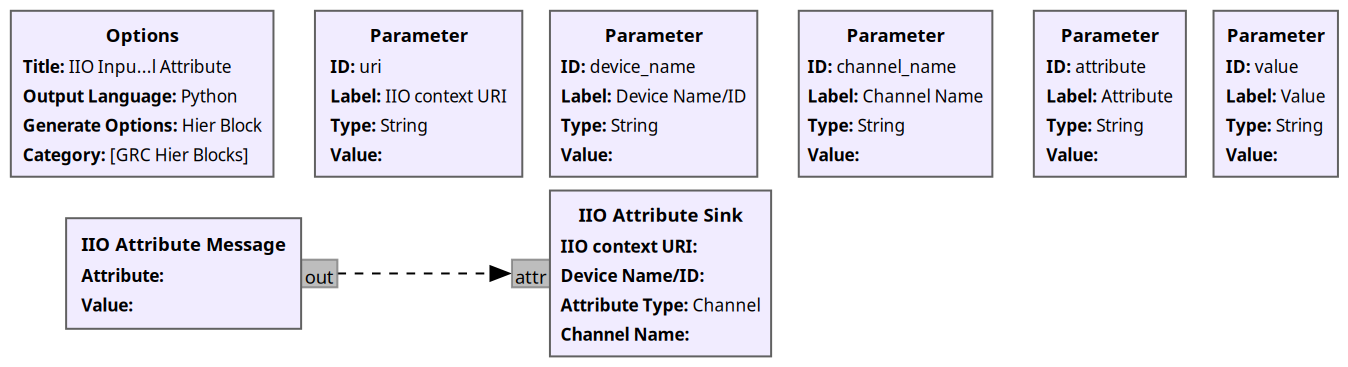 Options
Title: IIO Inpu...l Attribute
Output Language: Python
Generate Options: Hier Block
Category: [GRC Hier Blocks]
Parameter
ID: uri
Label: IIO context URI
Type: String
Value:
Parameter
ID: device_name
Label: Device Name/ID
Type: String
Value:
Parameter
ID: channel_name
Label: Channel Name
Type: String
Value:
Parameter
ID: attribute
Label: Attribute
Type: String
Value:
Parameter
ID: value
Label: Value
Type: String
Value:
IIO Attribute Message
Attribute:
Value:
out
attr
IIO Attribute Sink
IIO context URI:
Device Name/ID:
Attribute Type: Channel
Channel Name: